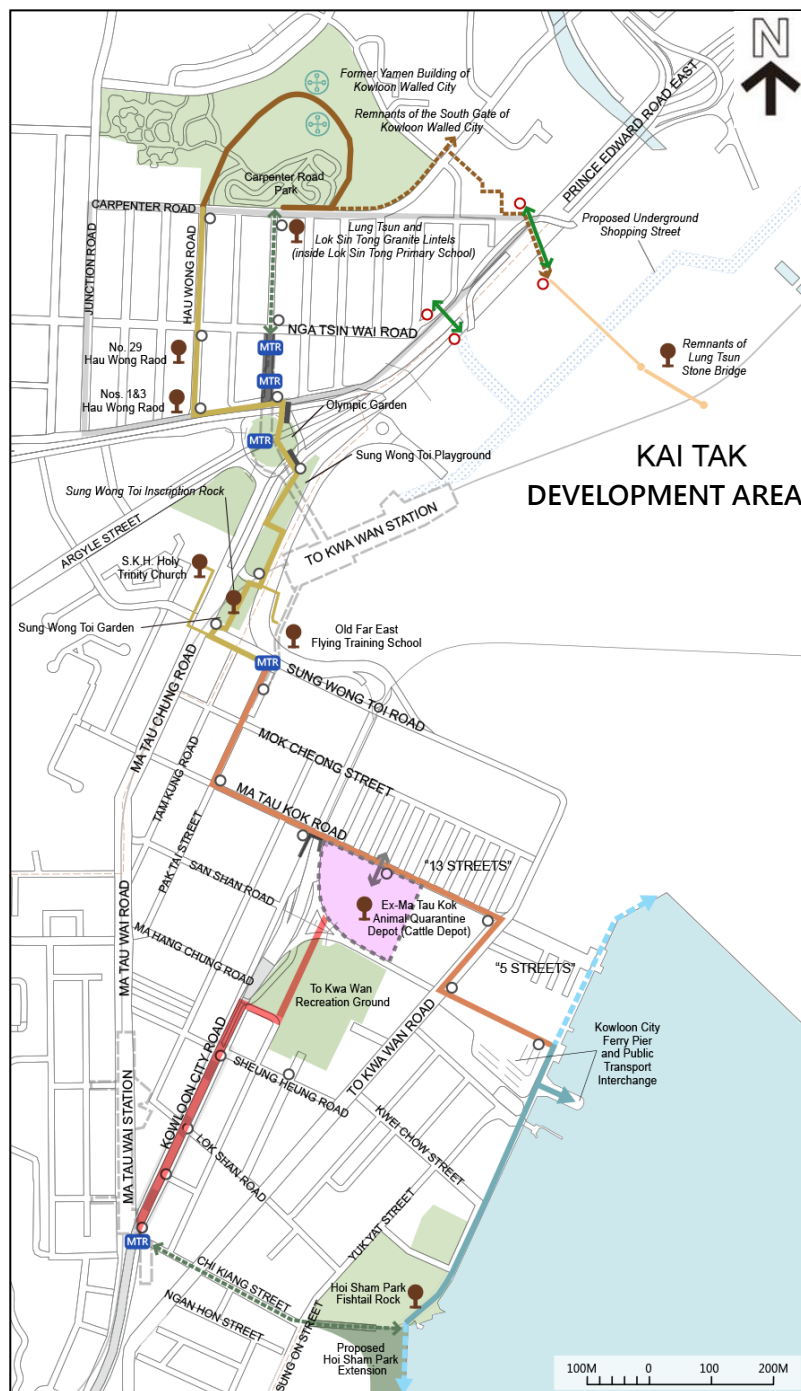 N
Former Yamen Building of
Kowloon Walled City
Remnants of the South Gate of
Kowloon Walled City
PRINCE EDWARD ROAD EAST
Carpenter Road
Park
CARPENTER ROAD
JUNCTION ROAD
HAU WONG ROAD
Lung Tsun and
Lok Sin Tong Granite Lintels
(inside Lok Sin Tong Primary School)
Proposed Underground
Shopping Street
NGA TSIN WAI ROAD
No. 29
Hau Wong Raod
MTR
Remnants of
Lung Tsun
Stone Bridge
MTR
Nos. 1&3
Hau Wong Raod
Olympic Garden
MTR
Sung Wong Toi Playground
KAI TAK
DEVELOPMENT AREA
Sung Wong Toi Inscription Rock
ARGYLE STREET
TO KWA WAN STATION
S.K.H. Holy
Trinity Church
Sung Wong Toi Garden
Old Far East
Flying Training School
MTR
SUNG WONG TOI ROAD
MA TAU CHUNG ROAD
MOK CHEONG STREET
TAM KUNG ROAD
MA TAU KOK ROAD
PAK TAI STREET
SAN SHAN ROAD
"13 STREETS"
Ex-Ma Tau Kok
Animal Quarantine
Depot (Cattle Depot)
MA TAU WAI ROAD
MA HANG CHUNG ROAD
"5 STREETS"
To Kwa Wan
Recreation Ground
TO KWA WAN ROAD
Kowloon City
Ferry Pier
and Public
Transport
Interchange
KOWLOON CITY ROAD
SHEUNG HEUNG ROAD
MA TAU WAI STATION
LOK SHAN ROAD
KWEI CHOW STREET
YUK YAT STREET
MTR
CHI KIANG STREET
Hoi Sham Park
Fishtail Rock
NGAN HON STREET
SUNG ON STREET
Proposed
Hoi Sham Park
Extension
100M 0 100 200M